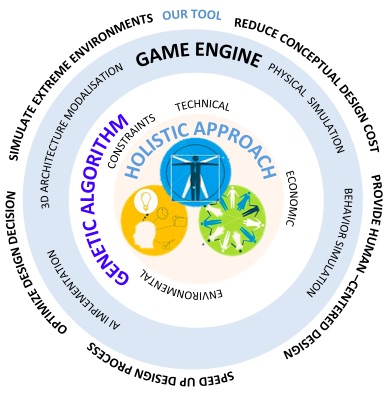 OUR TOOL
REDUCE CONCEPTUAL DESIGN COST
PROVIDE HUMAN-CENTERED DESIGN
SPEED UP DESIGN PROCESS
OPTIMIZE DESIGN DECISION
SIMULATE EXTREME ENVIRONMENTS
GAME ENGINE
PHYSICAL SIMULATION
BEHAVIOR SIMULATION
AI IMPLEMENTATION
3D ARCHITECTURE MODALISATION
GENETIC ALGORITHM
CONSTRAINTS
TECHNICAL
ECONOMIC
ENVIRONMENTAL
HOLISTIC APPROACH